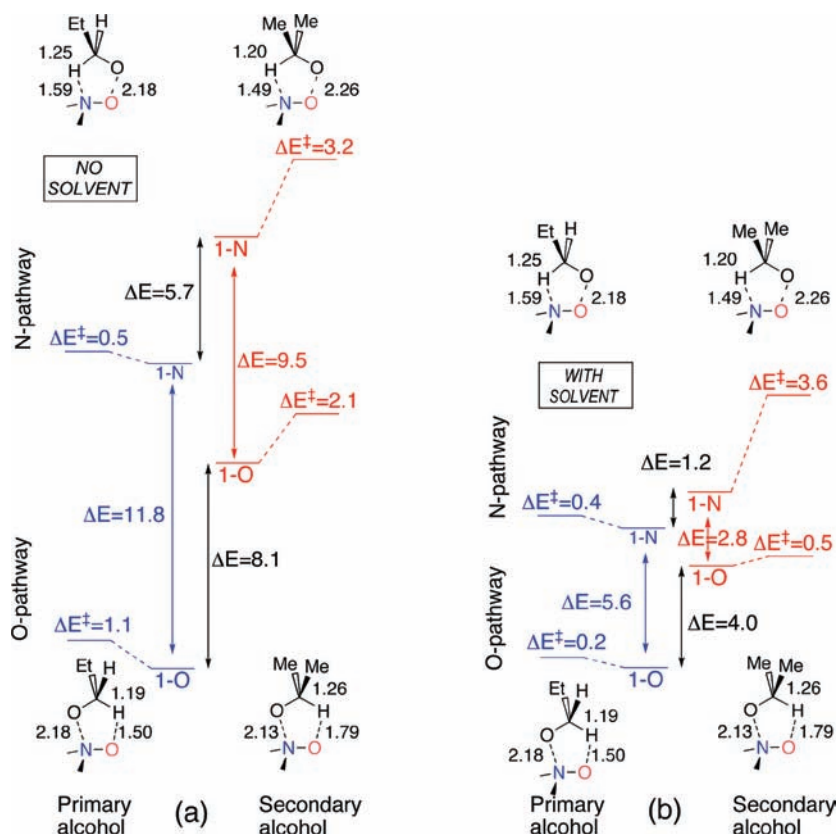 Et H
1.25
H O
1.59 2.18
N–O
Me Me
1.20
H O
1.49 2.26
N–O
ΔE‡=3.2
NO
SOLVENT
1-N
N-pathway
ΔE=5.7
ΔE‡=0.5
1-N
ΔE=9.5
ΔE‡=2.1
1-O
ΔE=11.8
ΔE=8.1
O-pathway
ΔE‡=1.1
1-O
Et H
1.19
O H
2.18 1.50
N–O
Me Me
1.26
O H
2.13 1.79
N–O
Primary
alcohol
(a)
Secondary
alcohol
Et H
1.25
H O
1.59 2.18
N–O
Me Me
1.20
H O
1.49 2.26
N–O
WITH
SOLVENT
ΔE‡=3.6
N-pathway
ΔE=1.2
1-N
ΔE‡=0.4
1-N
ΔE=2.8
ΔE‡=0.5
1-O
ΔE=5.6
ΔE=4.0
O-pathway
ΔE‡=0.2
1-O
Et H
1.19
O H
2.18 1.50
N–O
Me Me
1.26
O H
2.13 1.79
N–O
Primary
alcohol
(b)
Secondary
alcohol